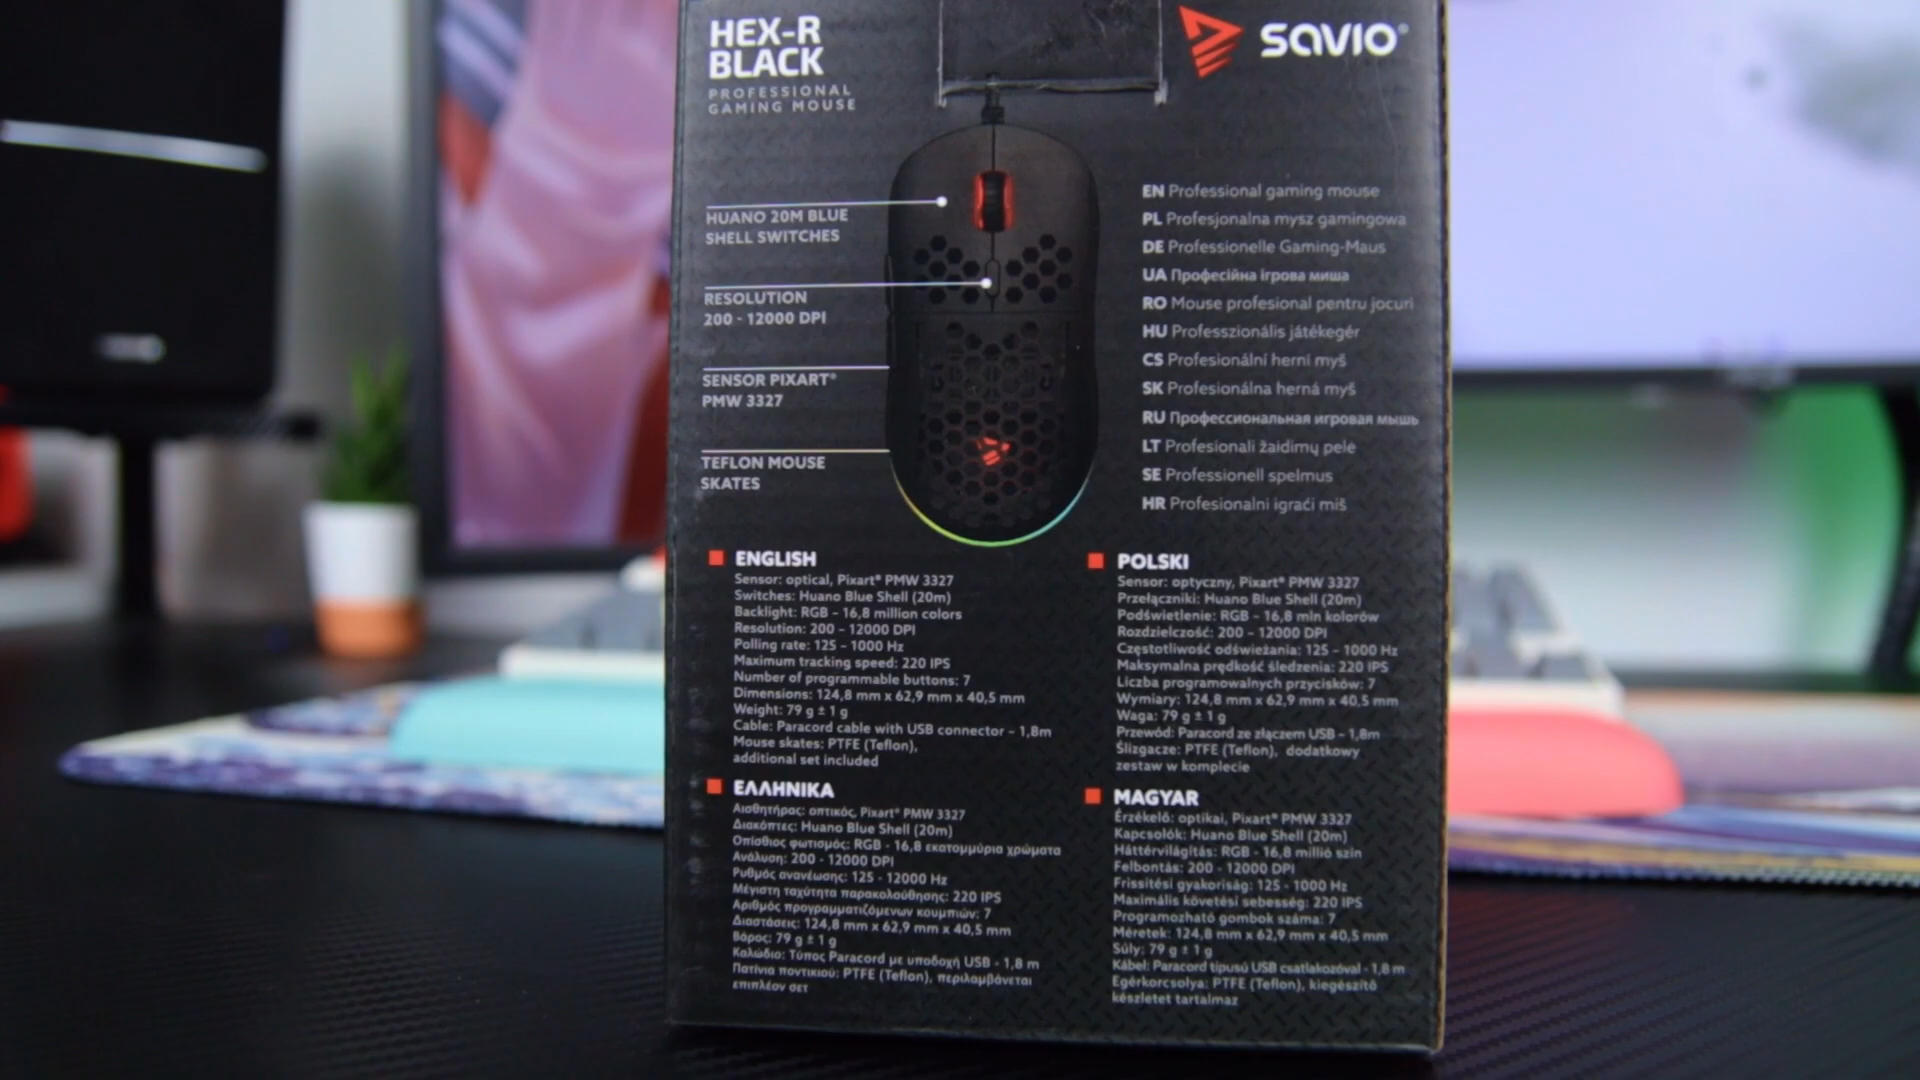 HEX-R
BLACK
PROFESSIONAL
GAMING MOUSE
SAVIO®
HUANO 20M BLUE
SHELL SWITCHES
RESOLUTION
200 - 12000 DPI
SENSOR PIXART®
PMW 3327
TEFLON MOUSE
SKATES
EN Professional gaming mouse
PL Profesjonalna mysz gamingowa
DE Professionelle Gaming-Maus
UA Професійна ігрова миша
RO Mouse profesional pentru jocuri
HU Professzionális játékegér
CS Profesionální herní myš
SK Profesionálna herná myš
RU Профессиональная игровая мышь
LT Profesionali žaidimų pelė
SE Professionell spelmus
HR Profesionalni igraći miš
ENGLISH
Sensor: optical, Pixart® PMW 3327
Switches: Huano Blue Shell (20m)
Backlight: RGB – 16,8 million colors
Resolution: 200 – 12000 DPI
Polling rate: 125 – 1000 Hz
Maximum tracking speed: 220 IPS
Number of programmable buttons: 7
Dimensions: 124,8 mm x 62,9 mm x 40,5 mm
Weight: 79 g ± 1 g
Cable: Paracord cable with USB connector – 1,8m
Mouse skates: PTFE (Teflon),
additional set included
POLSKI
Sensor: optyczny, Pixart® PMW 3327
Przełączniki: Huano Blue Shell (20m)
Podświetlenie: RGB – 16,8 mln kolorów
Rozdzielczość: 200 – 12000 DPI
Częstotliwość odświeżania: 125 – 1000 Hz
Maksymalna prędkość śledzenia: 220 IPS
Liczba programowalnych przycisków: 7
Wymiary: 124,8 mm x 62,9 mm x 40,5 mm
Waga: 79 g ± 1 g
Przewód: Paracord ze złączem USB – 1,8m
Ślizgacze: PTFE (Teflon), dodatkowy
zestaw w komplecie
ΕΛΛΗΝΙΚΑ
Αισθητήρας: οπτικός, Pixart® PMW 3327
Διακόπτες: Huano Blue Shell (20m)
Οπίσθιος φωτισμός: RGB - 16,8 εκατομμύρια χρώματα
Ανάλυση: 200 - 12000 DPI
Ρυθμός ανανέωσης: 125 - 12000 Hz
Μέγιστη ταχύτητα παρακολούθησης: 220 IPS
Αριθμός προγραμματιζόμενων κουμπιών: 7
Διαστάσεις: 124,8 mm x 62,9 mm x 40,5 mm
Βάρος: 79 g ± 1 g
Καλώδιο: Τύπος Paracord με υποδοχή USB - 1,8 m
Πατίνια ποντικιού: PTFE (Teflon), περιλαμβάνεται
επιπλέον σετ
MAGYAR
Érzékelő: optikai, Pixart® PMW 3327
Kapcsolók: Huano Blue Shell (20m)
Háttérvilágítás: RGB - 16,8 millió szín
Felbontás: 200 - 12000 DPI
Frissítési gyakoriság: 125 - 1000 Hz
Maximális követési sebesség: 220 IPS
Programozható gombok száma: 7
Méretek: 124,8 mm x 62,9 mm x 40,5 mm
Súly: 79 g ± 1 g
Kábel: Paracord típusú USB csatlakozóval - 1,8 m
Egérkorcsolya: PTFE (Teflon), kiegészítő
készletet tartalmaz